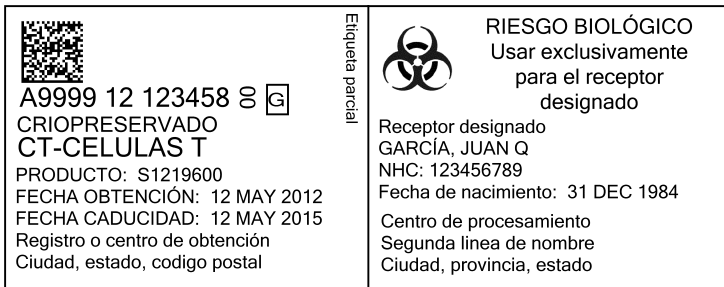 A9999 12 123458 00 G
CRIOPRESERVADO
CT-CELULAS T
PRODUCTO: S1219600
FECHA OBTENCIÓN: 12 MAY 2012
FECHA CADUCIDAD: 12 MAY 2015
Registro o centro de obtención
Ciudad, estado, codigo postal
Etiqueta parcial
RIESGO BIOLÓGICO
Usar exclusivamente
para el receptor
designado
Receptor designado
GARCÍA, JUAN Q
NHC: 123456789
Fecha de nacimiento: 31 DEC 1984
Centro de procesamiento
Segunda linea de nombre
Ciudad, provincia, estado